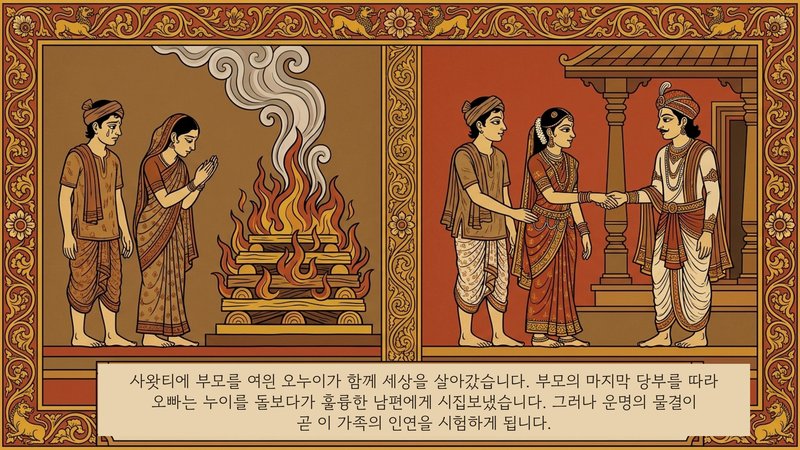 사왓티에 부모를 여읜 오누이가 함께 세상을 살아갔습니다. 부모의 마지막 당부를 따라
오빠는 누이를 돌보다가 훌륭한 남편에게 시집보냈습니다. 그러나 운명의 물결이
곧 이 가족의 인연을 시험하게 됩니다.